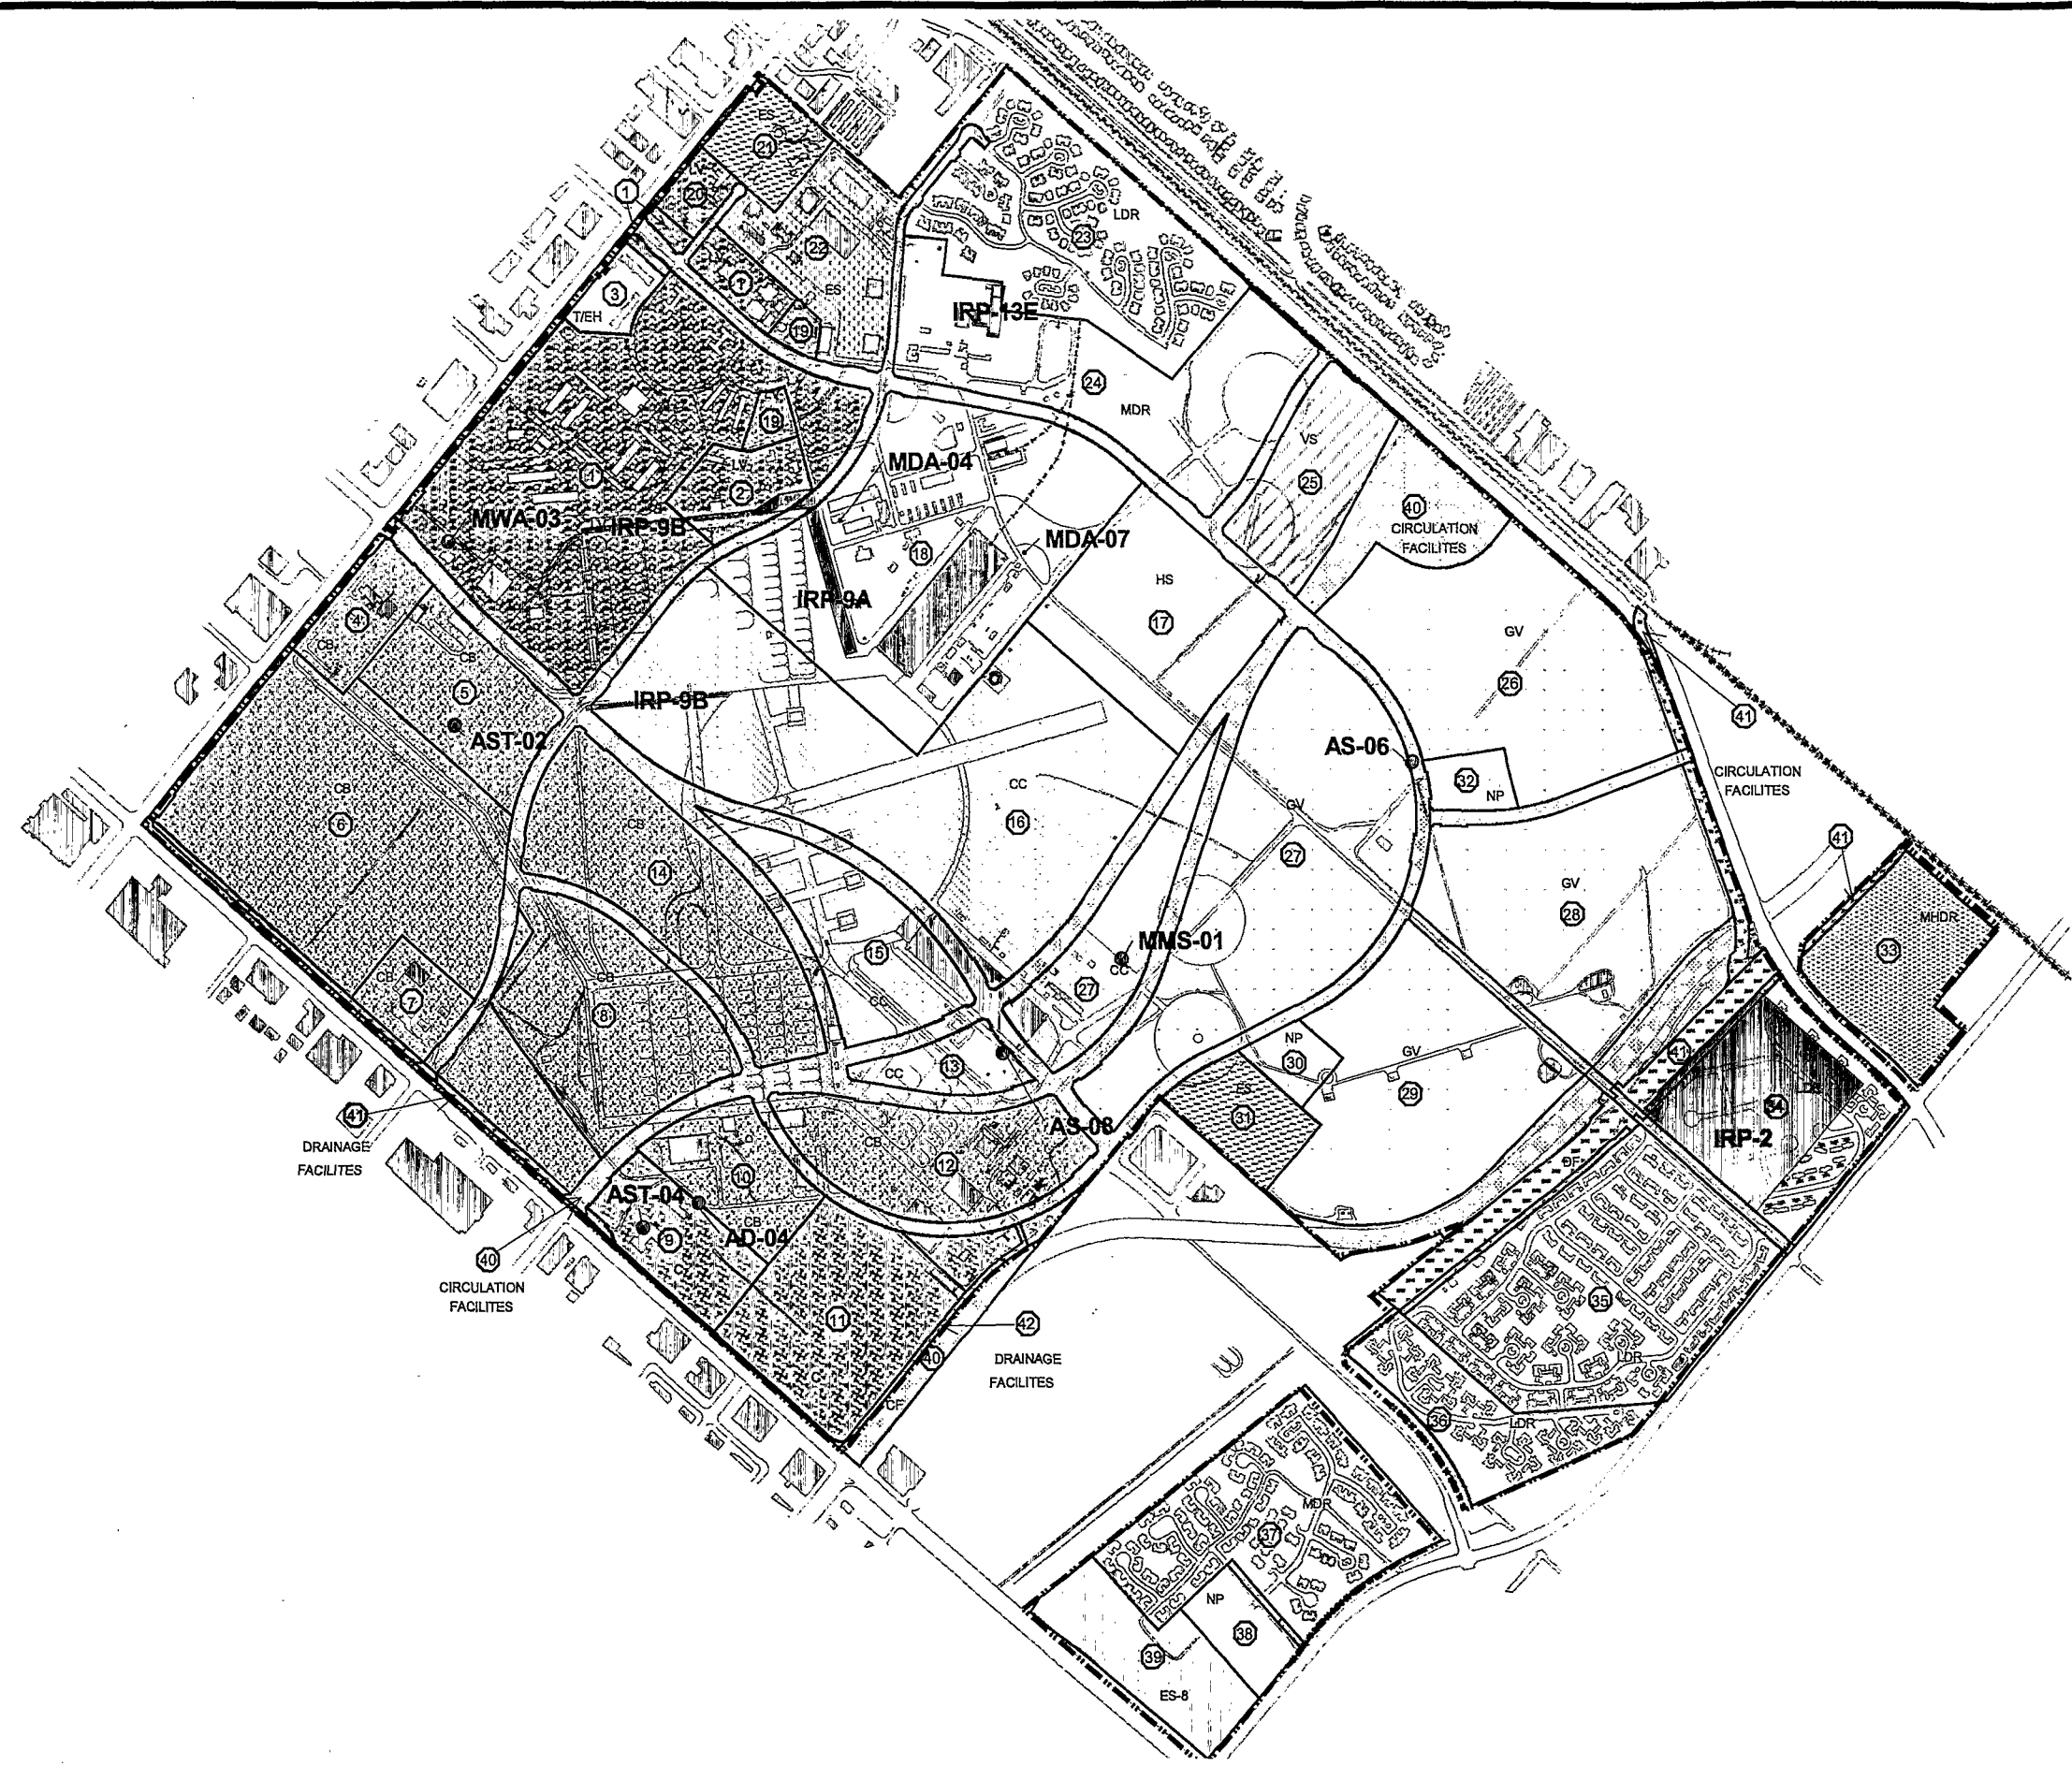 ES
21
1
20
LDR
23
22
1
ES
3
T/EH
19
IRP-13E
24
MDR
19
VS
MDA-04
LV
1
2
25
40
CIRCULATION
FACILITES
MWA-03
IRP-9B
MDA-07
18
HS
IRP-9A
17
4
CB
GV
CB
5
26
IRP-9B
41
AST-02
AS-06
CIRCULATION
FACILITES
32
NP
CC
CB
6
16
GV
CB
41
27
14
GV
28
MHDR
33
MMS-01
CC
15
CB
7
CB
27
CC
8
NP
30
GV
41
13
CC
ES
29
31
34
41
DRAINAGE
FACILITES
AS-08
IRP-2
CB
12
DF
10
AST-04
CB
AD-04
9
40
CIRCULATION
FACILITES
35
11
42
40
DRAINAGE
FACILITES
LDR
CF
36
LDR
MDR
37
NP
38
39
ES-8